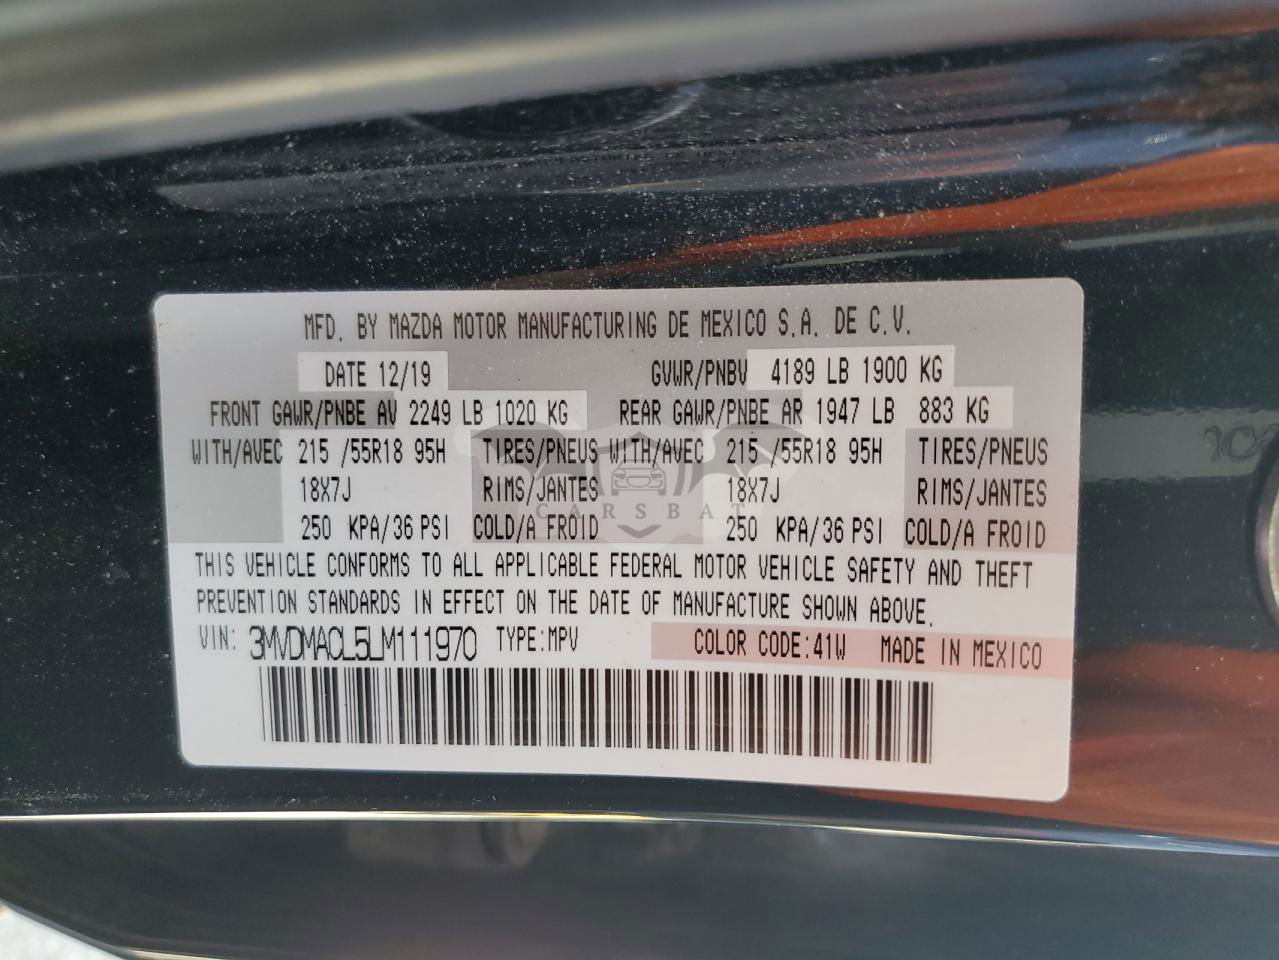 MFD. BY MAZDA MOTOR MANUFACTURING DE MEXICO S.A. DE C.V.
DATE 12/19 GVWR/PNBV 4189 LB 1900 KG
FRONT GAWR/PNBE AV 2249 LB 1020 KG REAR GAWR/PNBE AR 1947 LB 883 KG
WITH/AVEC 215 /55R18 95H TIRES/PNEUS WITH/AVEC 215 /55R18 95H TIRES/PNEUS
18X7J RIMS/JANTES 18X7J RIMS/JANTES
CARSBAT
250 KPA/36 PSI COLD/A FROID 250 KPA/36 PSI COLD/A FROID
THIS VEHICLE CONFORMS TO ALL APPLICABLE FEDERAL MOTOR VEHICLE SAFETY AND THEFT
PREVENTION STANDARDS IN EFFECT ON THE DATE OF MANUFACTURE SHOWN ABOVE.
VIN: 3MVDMACL5LM111970 TYPE:MPV COLOR CODE:41W MADE IN MEXICO